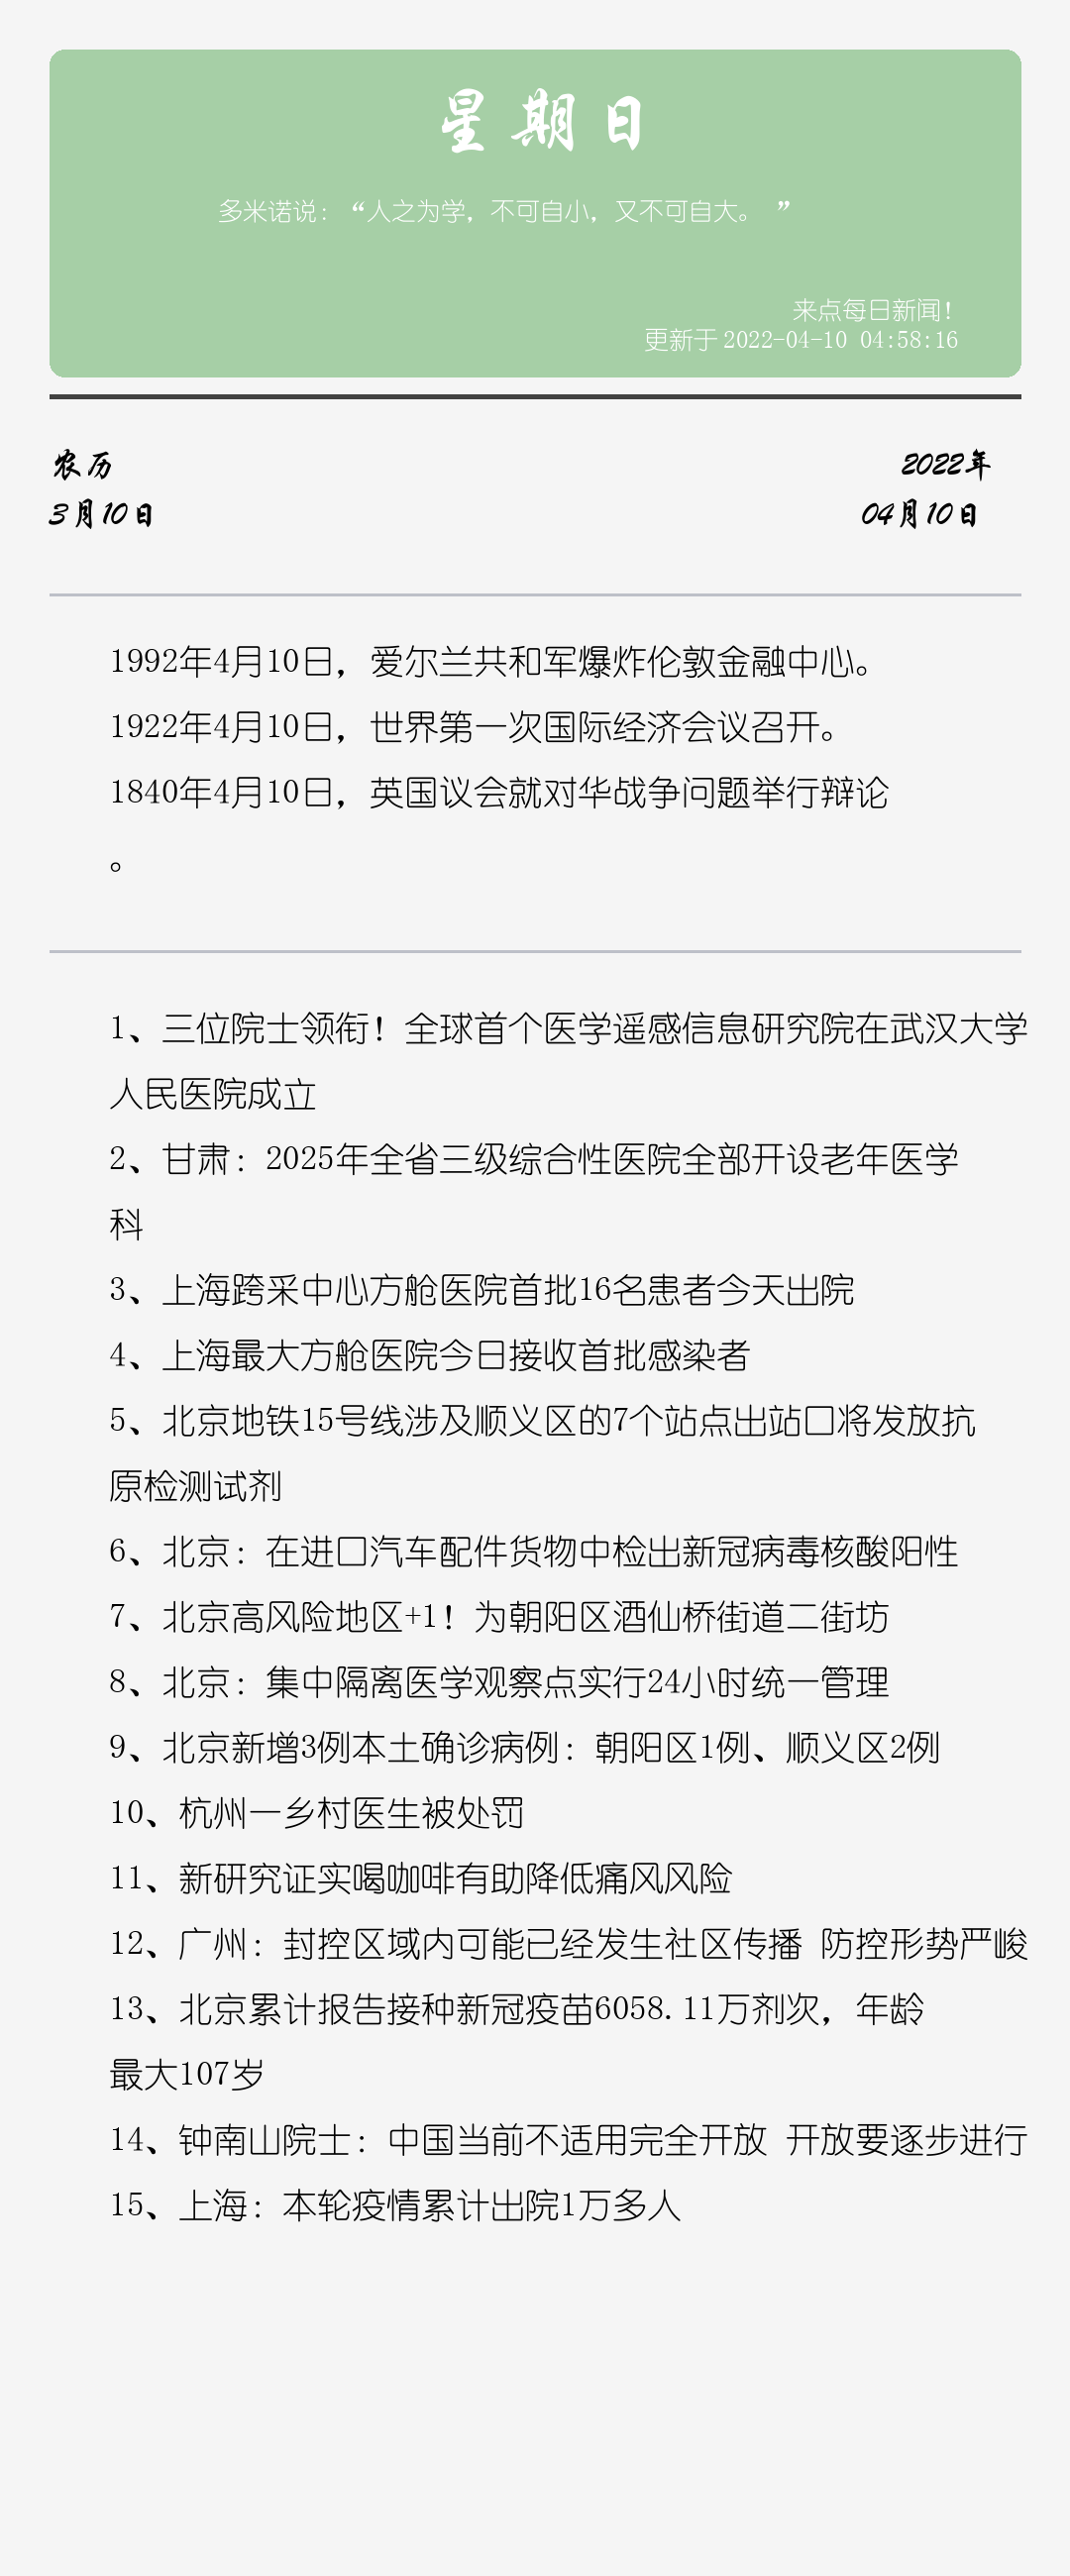 星期日
多米诺说：“人之为学，不可自小，又不可自大。 ”
来点每日新闻！
更新于 2022-04-10 04:58:16
农历
2022年
3月10日
04月10日
1992年4月10日，爱尔兰共和军爆炸伦敦金融中心。
1922年4月10日，世界第一次国际经济会议召开。
1840年4月10日，英国议会就对华战争问题举行辩论
。
1、三位院士领衔！全球首个医学遥感信息研究院在武汉大学
人民医院成立
2、甘肃：2025年全省三级综合性医院全部开设老年医学
科
3、上海跨采中心方舱医院首批16名患者今天出院
4、上海最大方舱医院今日接收首批感染者
5、北京地铁15号线涉及顺义区的7个站点出站口将发放抗
原检测试剂
6、北京：在进口汽车配件货物中检出新冠病毒核酸阳性
7、北京高风险地区+1！为朝阳区酒仙桥街道二街坊
8、北京：集中隔离医学观察点实行24小时统一管理
9、北京新增3例本土确诊病例：朝阳区1例、顺义区2例
10、杭州一乡村医生被处罚
11、新研究证实喝咖啡有助降低痛风风险
12、广州：封控区域内可能已经发生社区传播 防控形势严峻
13、北京累计报告接种新冠疫苗6058.11万剂次，年龄
最大107岁
14、钟南山院士：中国当前不适用完全开放 开放要逐步进行
15、上海：本轮疫情累计出院1万多人